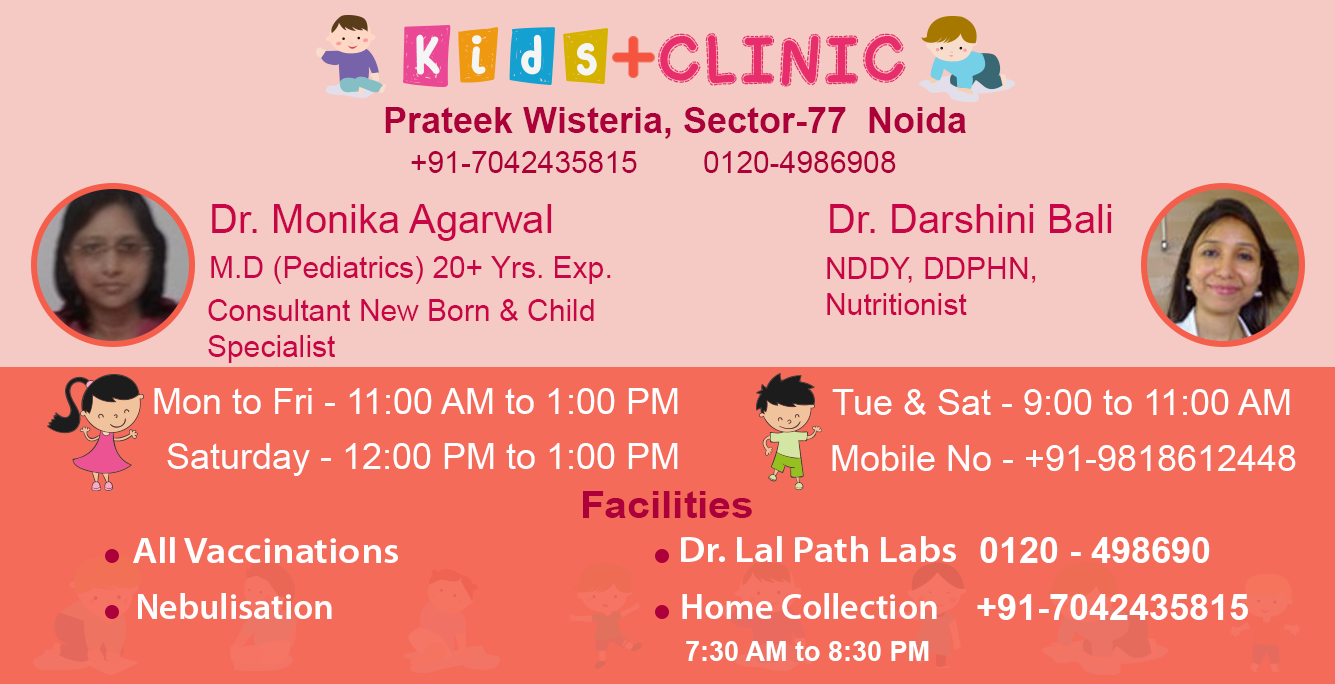 Kids+CLINIC
Prateek Wisteria, Sector-77 Noida
+91-7042435815 0120-4986908
Dr. Monika Agarwal
M.D (Pediatrics) 20+ Yrs. Exp.
Consultant New Born & Child
Specialist
Dr. Darshini Bali
NDDY, DDPHN,
Nutritionist
Mon to Fri - 11:00 AM to 1:00 PM
Saturday - 12:00 PM to 1:00 PM
Tue & Sat - 9:00 to 11:00 AM
Mobile No - +91-9818612448
Facilities
All Vaccinations
Nebulisation
Dr. Lal Path Labs 0120 - 498690
Home Collection +91-7042435815
7:30 AM to 8:30 PM